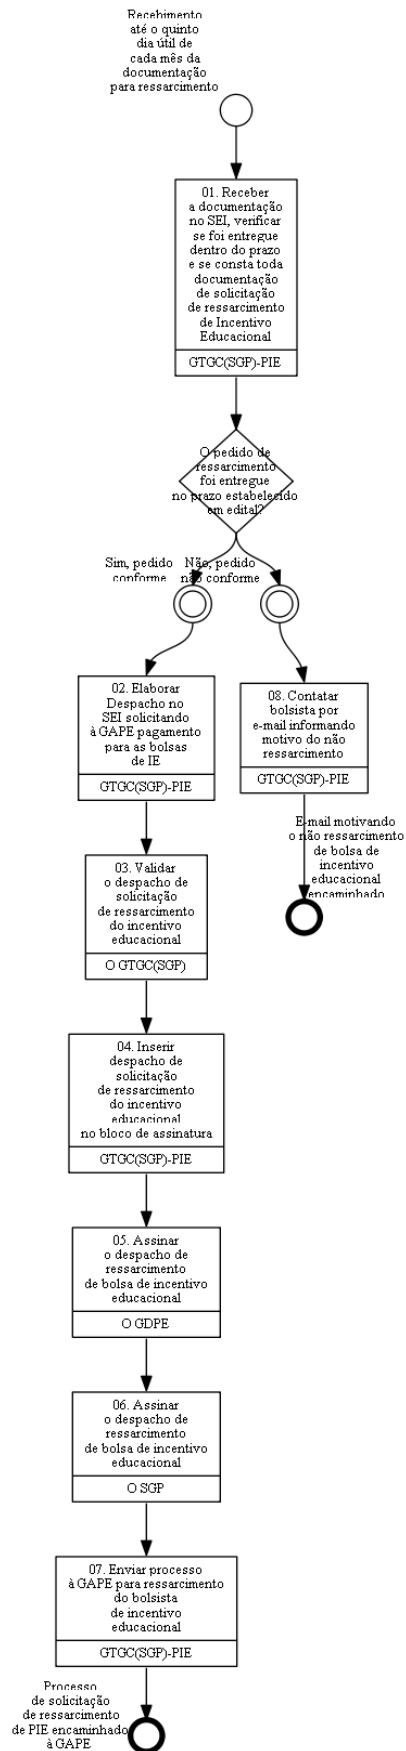 Recebimento
até o quinto
dia útil de
cada mês da
documentação
para ressarcimento
01. Receber
a documentação
no SEI, verificar
se foi entregue
dentro do prazo
e se consta toda
documentação
de solicitação
de ressarcimento
de Incentivo
Educacional
GTGC(SGP)-PIE
O pedido de
ressarcimento
foi entregue
no prazo estabelecido
em edital?
Sim, pedido
conforme
Não, pedido
não conforme
02. Elaborar
Despacho no
SEI solicitando
à GAPE pagamento
para as bolsas
de IE
GTGC(SGP)-PIE
08. Contatar
bolsista por
e-mail informando
motivo do não
ressarcimento
GTGC(SGP)-PIE
E-mail motivando
o não ressarcimento
de bolsa de
incentivo
educacional
encaminhado
03. Validar
o despacho de
solicitação
de ressarcimento
do incentivo
educacional
O GTGC(SGP)
04. Inserir
despacho de
solicitação
de ressarcimento
do incentivo
educacional
no bloco de assinatura
GTGC(SGP)-PIE
05. Assinar
o despacho de
ressarcimento
de bolsa de incentivo
educacional
O GDPE
06. Assinar
o despacho de
ressarcimento
de bolsa de incentivo
educacional
O SGP
07. Enviar processo
à GAPE para ressarcimento
do bolsista
de incentivo
educacional
GTGC(SGP)-PIE
Processo
de solicitação
de ressarcimento
de PIE encaminhado
à GAPE